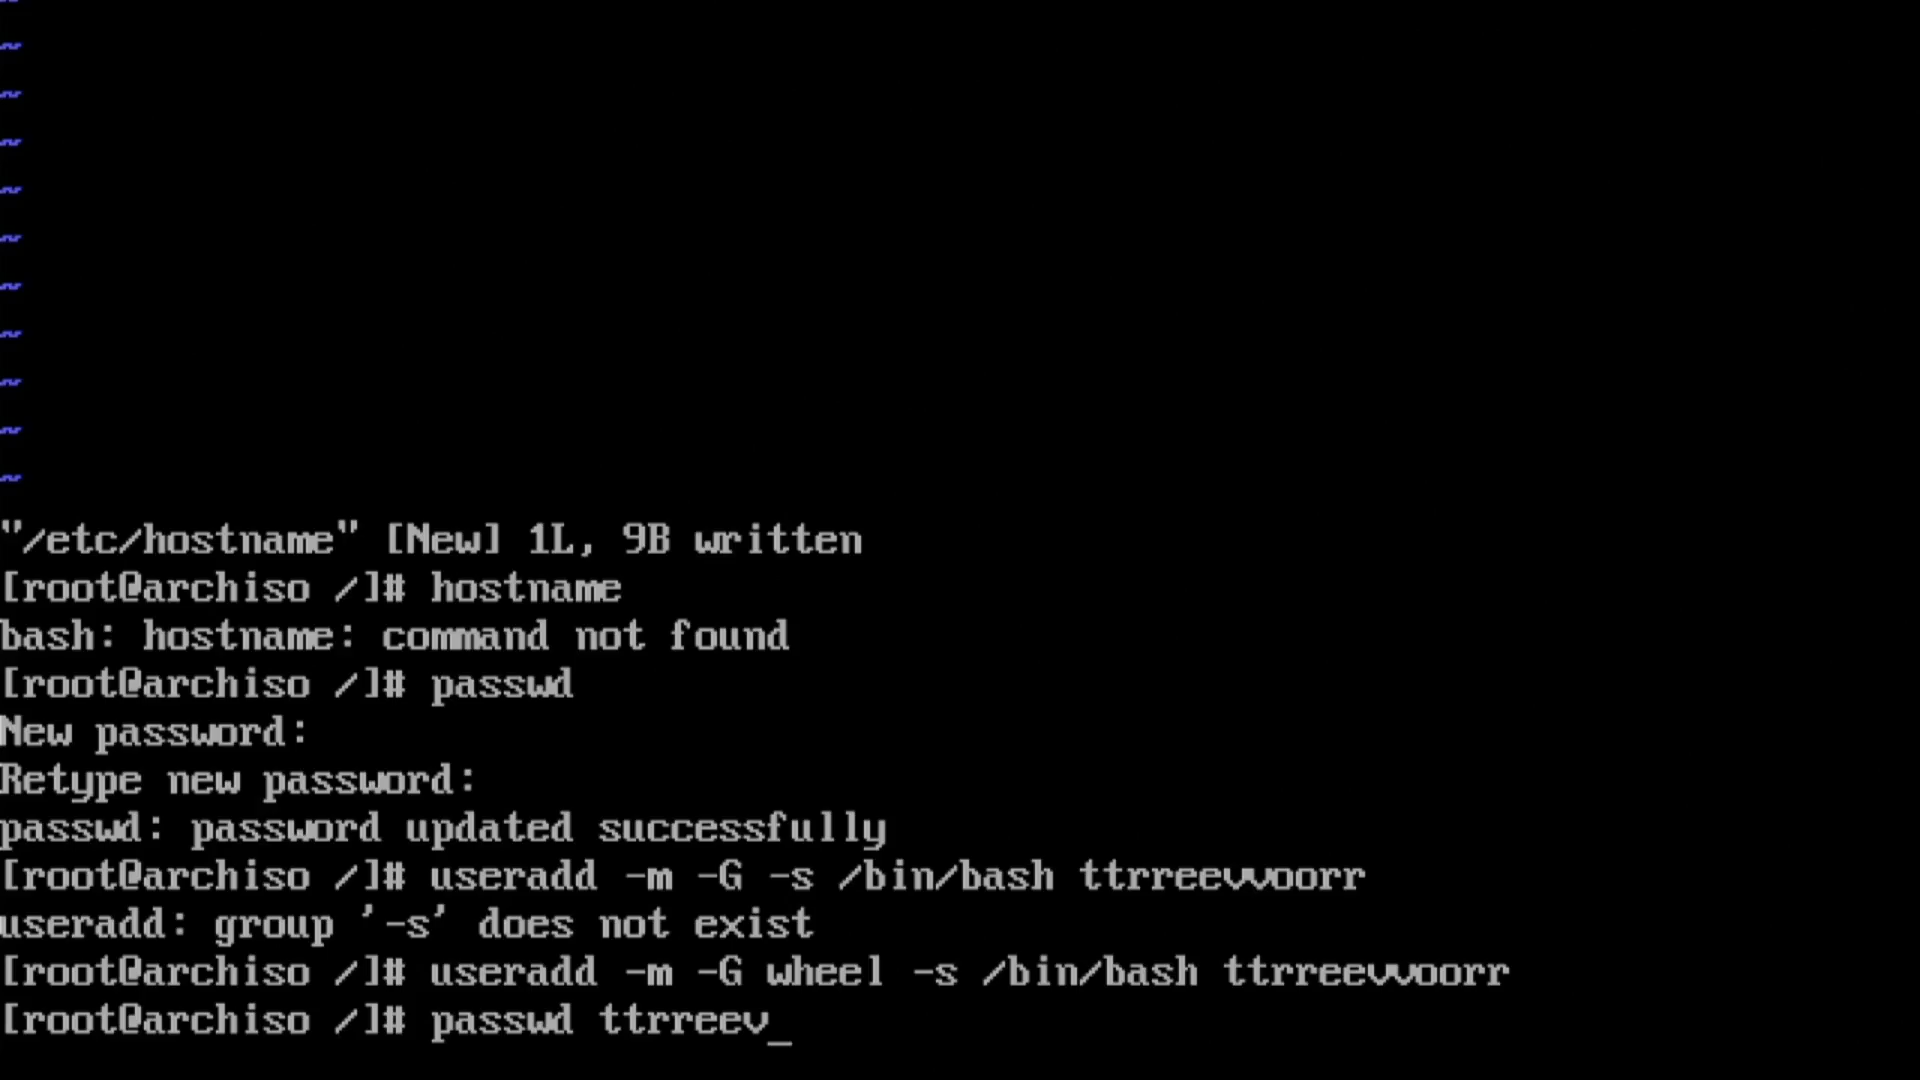 ~
~
~
~
~
~
~
~
~
~
~
"/etc/hostname" [New] 1L, 9B written
[root@archiso /]# hostname
bash: hostname: command not found
[root@archiso /]# passwd
New password:
Retype new password:
passwd: password updated successfully
[root@archiso /]# useradd -m -G -s /bin/bash ttrreevvoorr
useradd: group '-s' does not exist
[root@archiso /]# useradd -m -G wheel -s /bin/bash ttrreevvoorr
[root@archiso /]# passwd ttrreev_